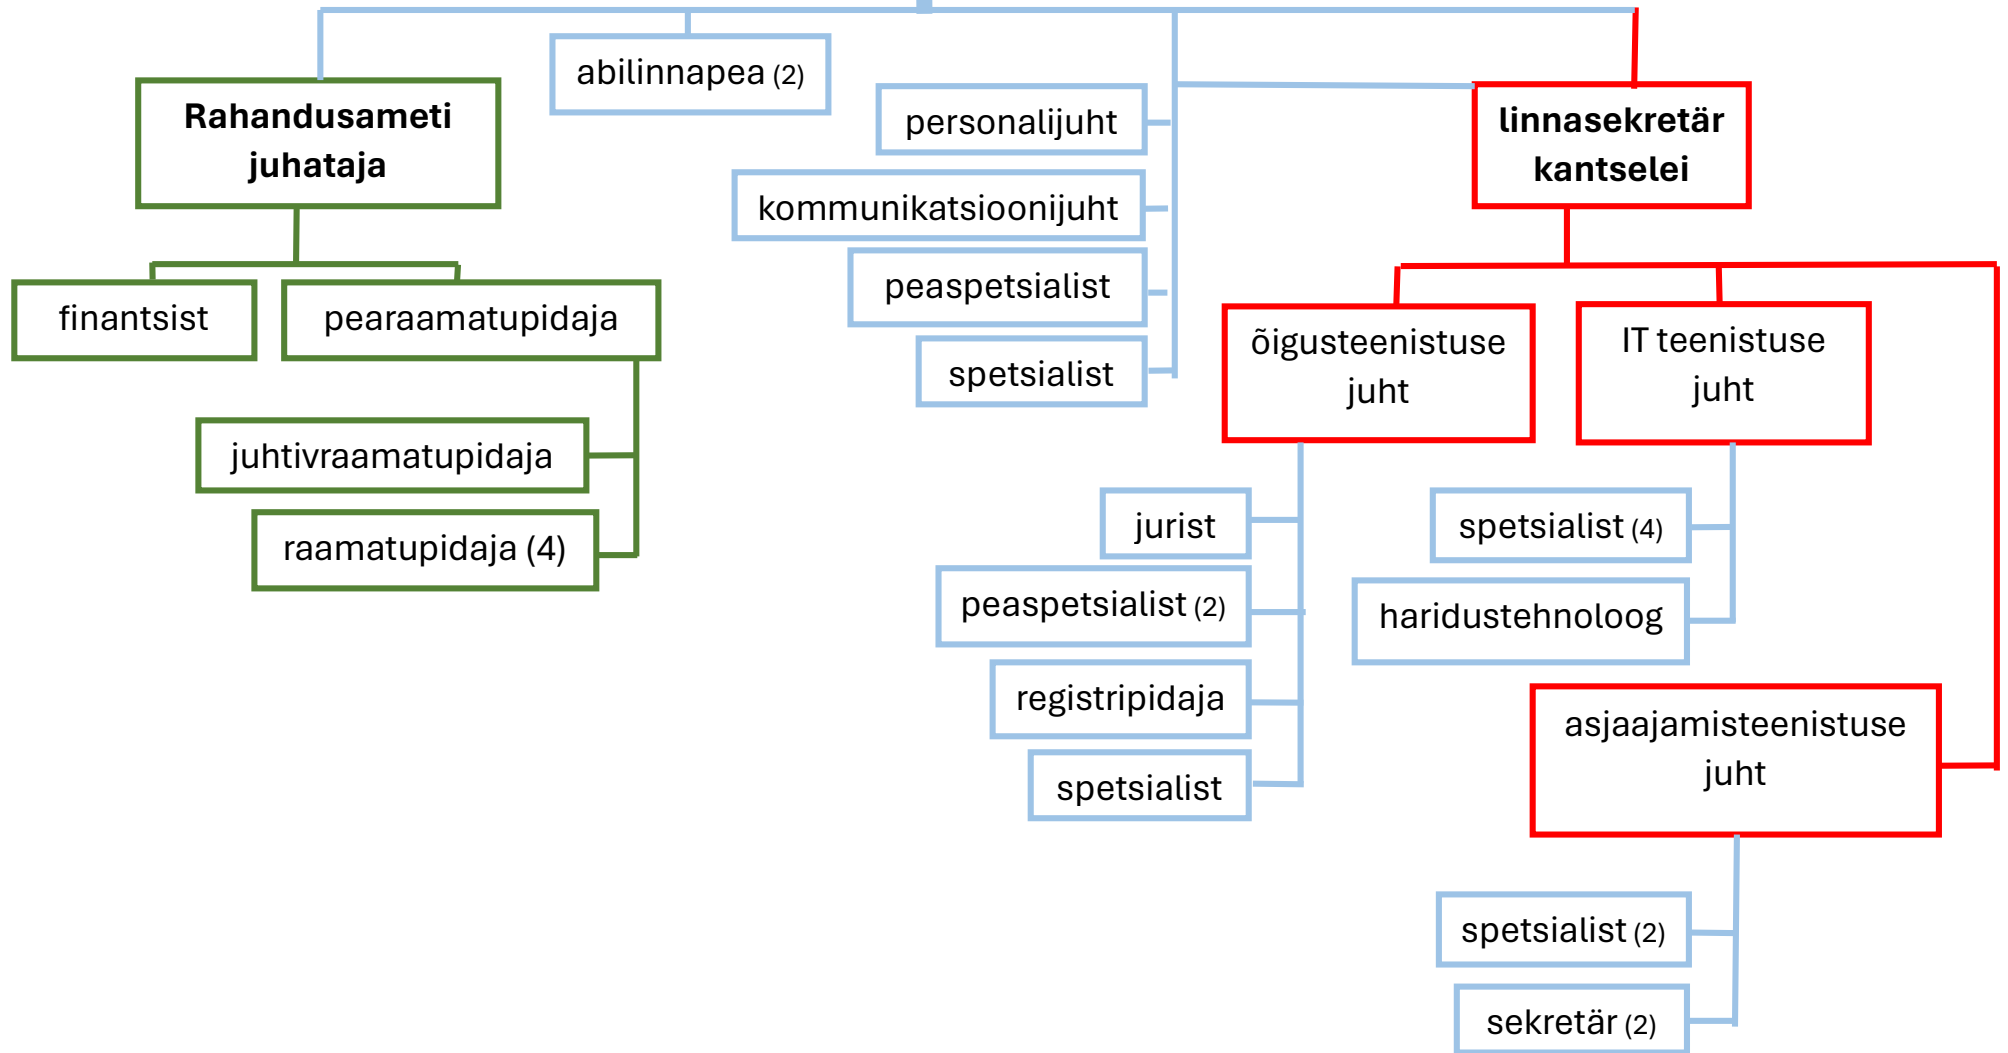 abilinnapea (2)
Rahandusameti
juhataja
personalijuht
linnasekretär
kantselei
kommunikatsioonijuht
peaspetsialist
spetsialist
finantsist
pearaamatupidaja
õigusteenistuse
juht
IT teenistuse
juht
juhtivraamatupidaja
raamatupidaja (4)
jurist
peaspetsialist (2)
registripidaja
spetsialist
spetsialist (4)
haridustehnoloog
asjaajamisteenistuse
juht
spetsialist (2)
sekretär (2)